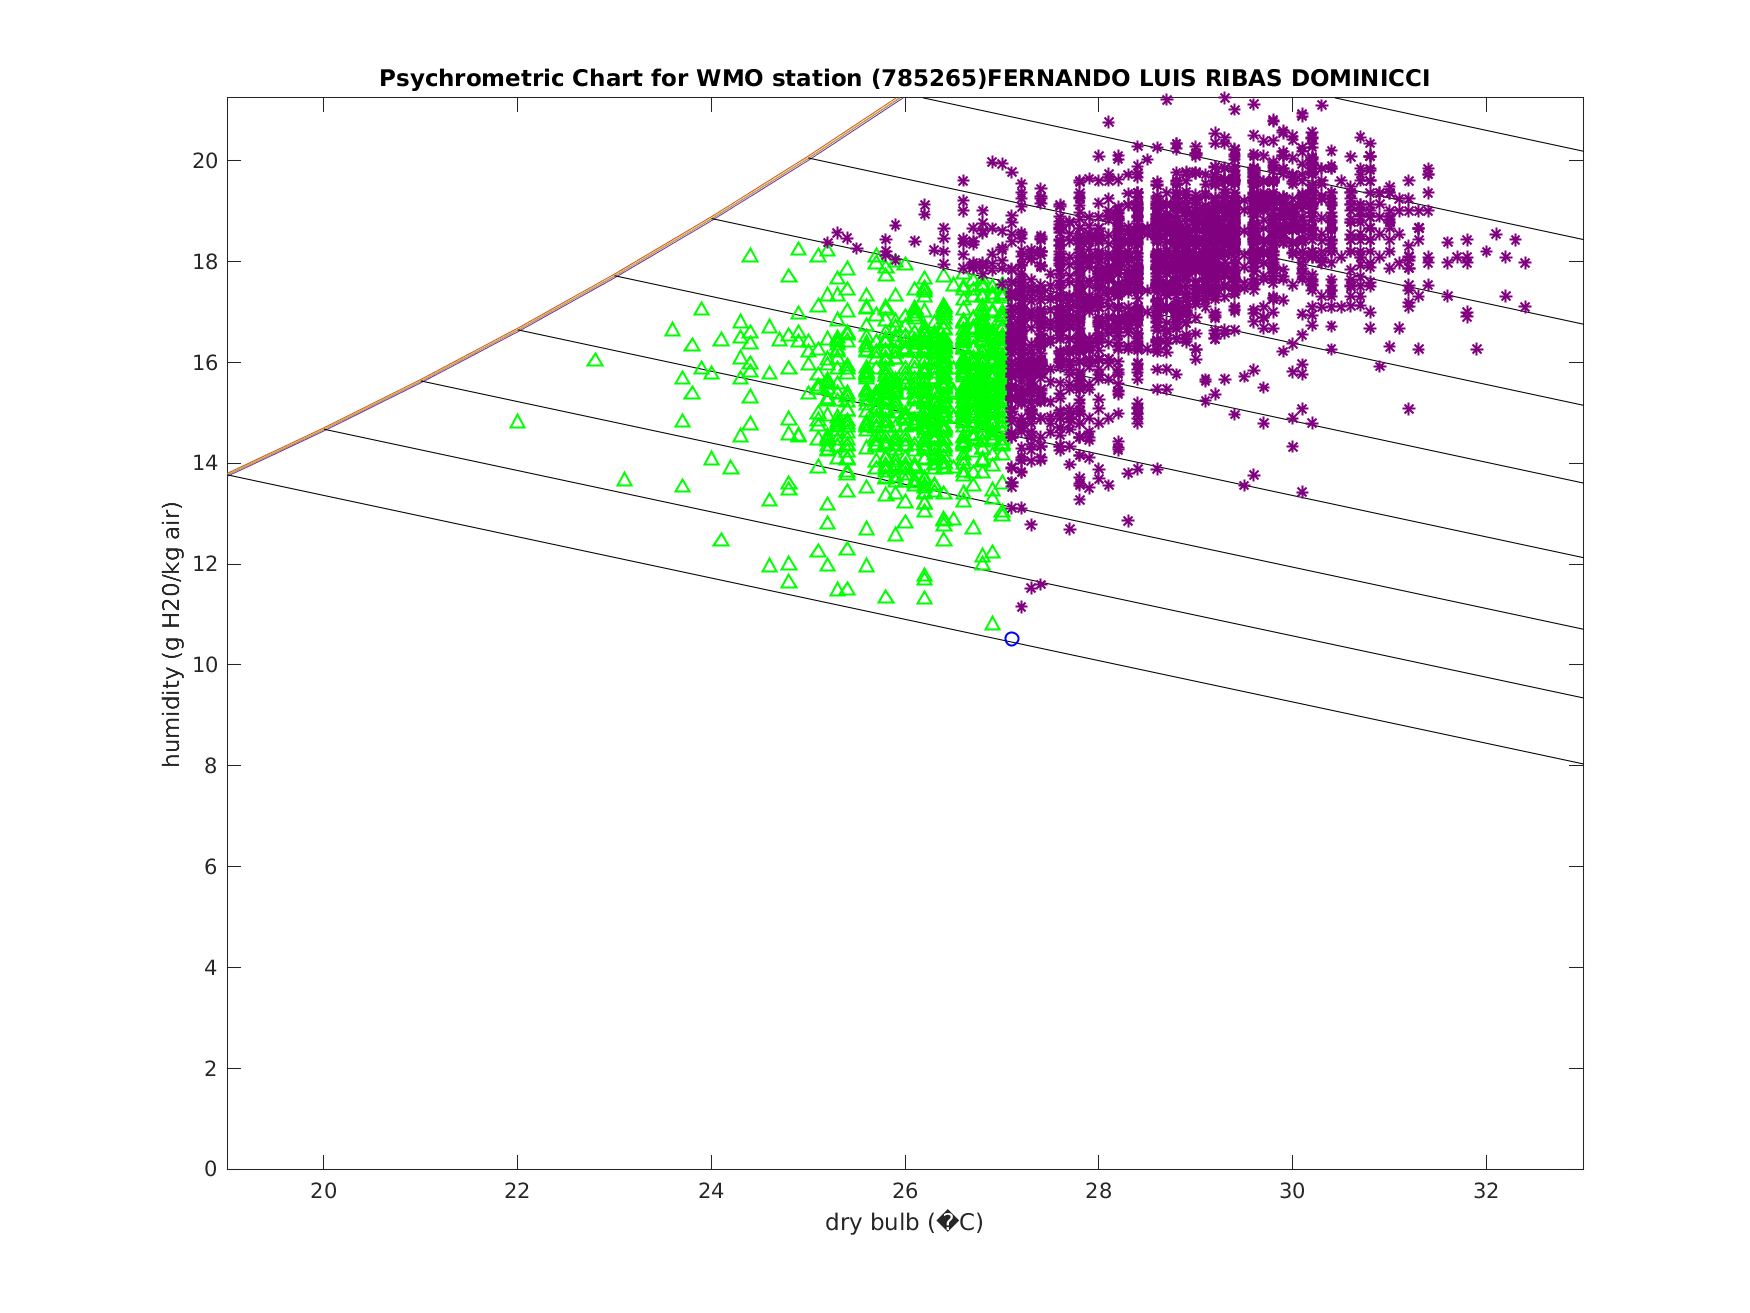 Psychrometric Chart for WMO station (785265)FERNANDO LUIS RIBAS DOMINICCI
humidity (g H20/kg air)
20
18
16
14
12
10
8
6
4
2
0
20 22 24 26 28 30 32
dry bulb (�C)